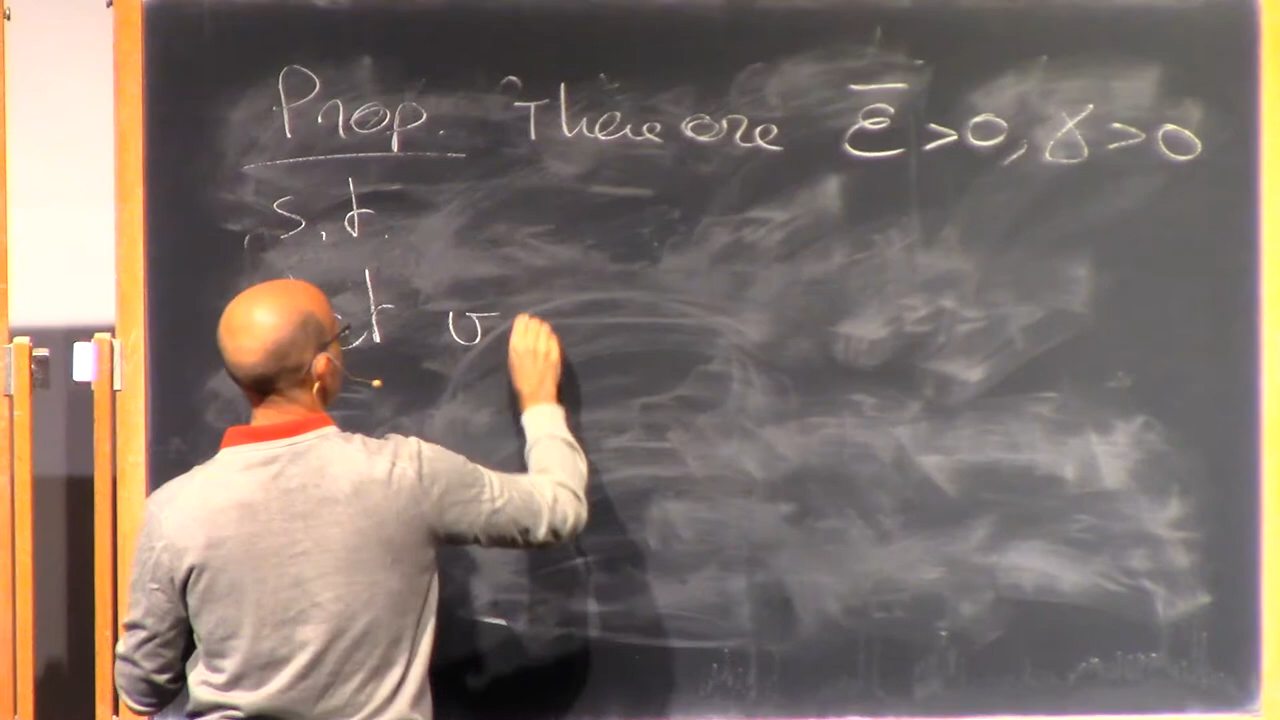 Prop. There are ε̄ > 0, γ > 0
s.t.
v